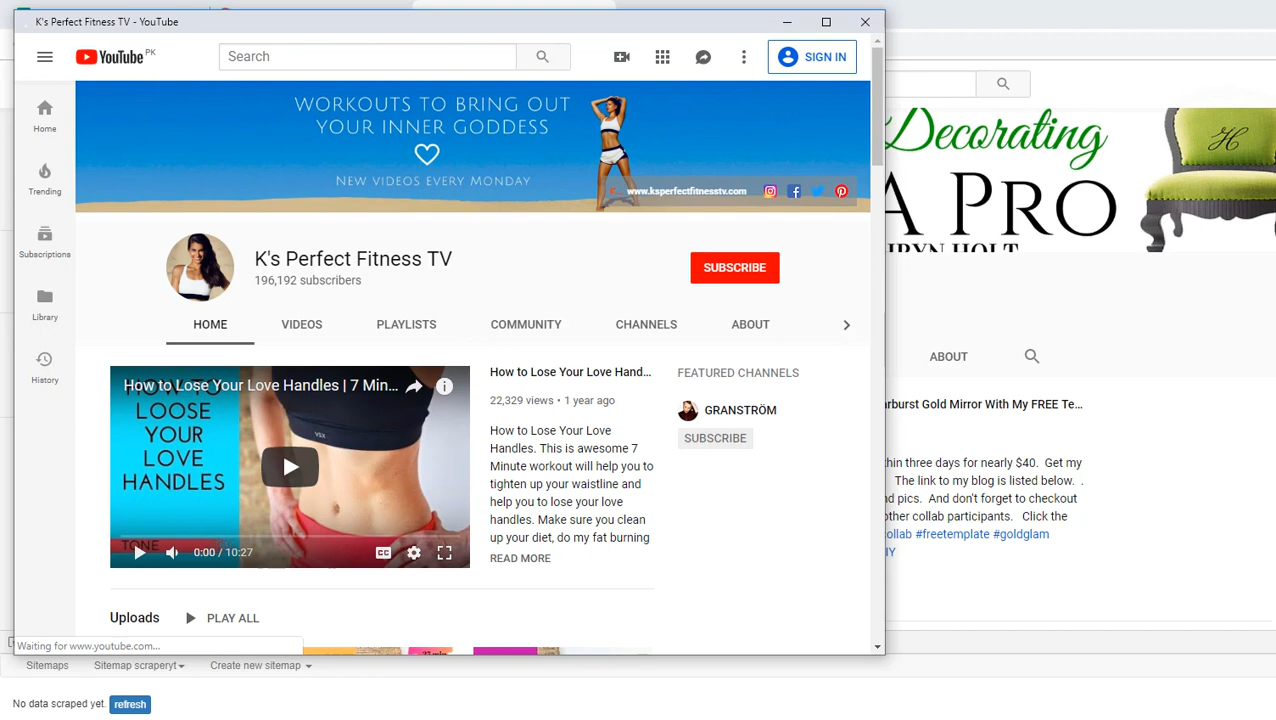 K's Perfect Fitness TV - YouTube
YouTube PK
Search
SIGN IN
WORKOUTS TO BRING OUT
YOUR INNER GODDESS
NEW VIDEOS EVERY MONDAY
www.ksperfectfitnesstv.com
Home
Trending
Subscriptions
Library
History
K's Perfect Fitness TV
196,192 subscribers
SUBSCRIBE
HOME
VIDEOS
PLAYLISTS
COMMUNITY
CHANNELS
ABOUT
How to Lose Your Love Handles | 7 Min...
HOW TO
LOOSE
YOUR
LOVE
HANDLES
TONE
YSX
0:00 / 10:27
CC
How to Lose Your Love Hand...
22,329 views • 1 year ago
How to Lose Your Love
Handles. This is awesome 7
Minute workout will help you to
tighten up your waistline and
help you to lose your love
handles. Make sure you clean
up your diet, do my fat burning
READ MORE
FEATURED CHANNELS
GRANSTRÖM
SUBSCRIBE
Uploads
PLAY ALL
Waiting for www.youtube.com...
Decorating
A PRO
HOLT
H
ABOUT
Gold Mirror With My FREE Te...
three days for nearly $40. Get my
The link to my blog is listed below. .
pics. And don't forget to checkout
other collab participants. Click the
#freetemplate #goldglam
Sitemaps
Sitemap scraperyt
Create new sitemap
No data scraped yet. refresh